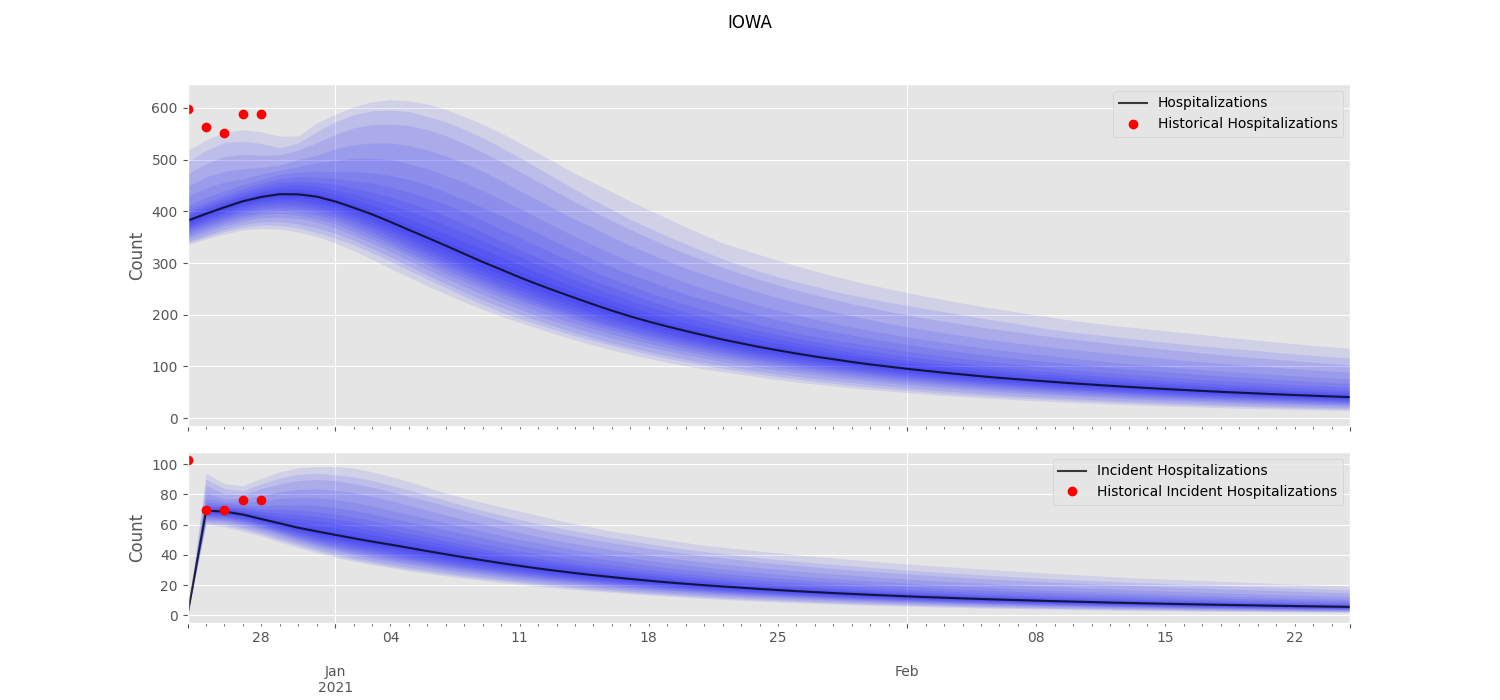 IOWA
600
500
400
300
200
100
0
Count
Hospitalizations
Historical Hospitalizations
100
80
60
40
20
0
Count
Incident Hospitalizations
Historical Incident Hospitalizations
28 04 11 18 25 08 15 22
Jan Feb
2021